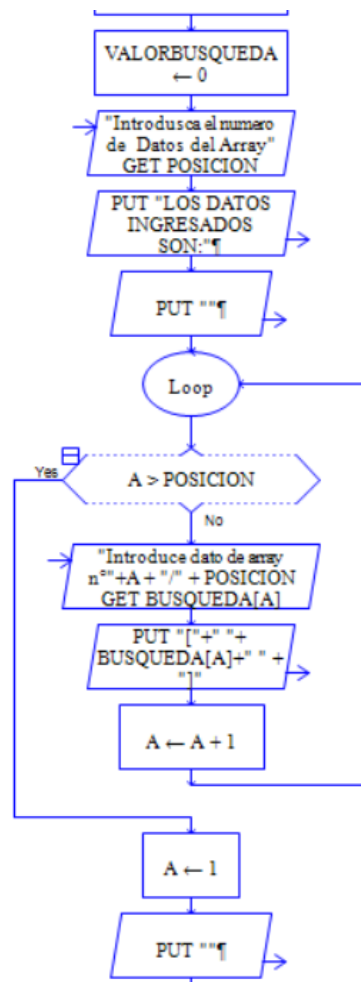 VALORBUSQUEDA
← 0
"Introdusca el numero
de Datos del Array"
GET POSICION
PUT "LOS DATOS
INGRESADOS
SON:"¶
PUT ""¶
Loop
Yes
A > POSICION
No
"Introduce dato de array
n°"+A + "/" + POSICION
GET BUSQUEDA[A]
PUT "["+" "+
BUSQUEDA[A]+" " +
"]"
A ← A + 1
A ← 1
PUT ""¶